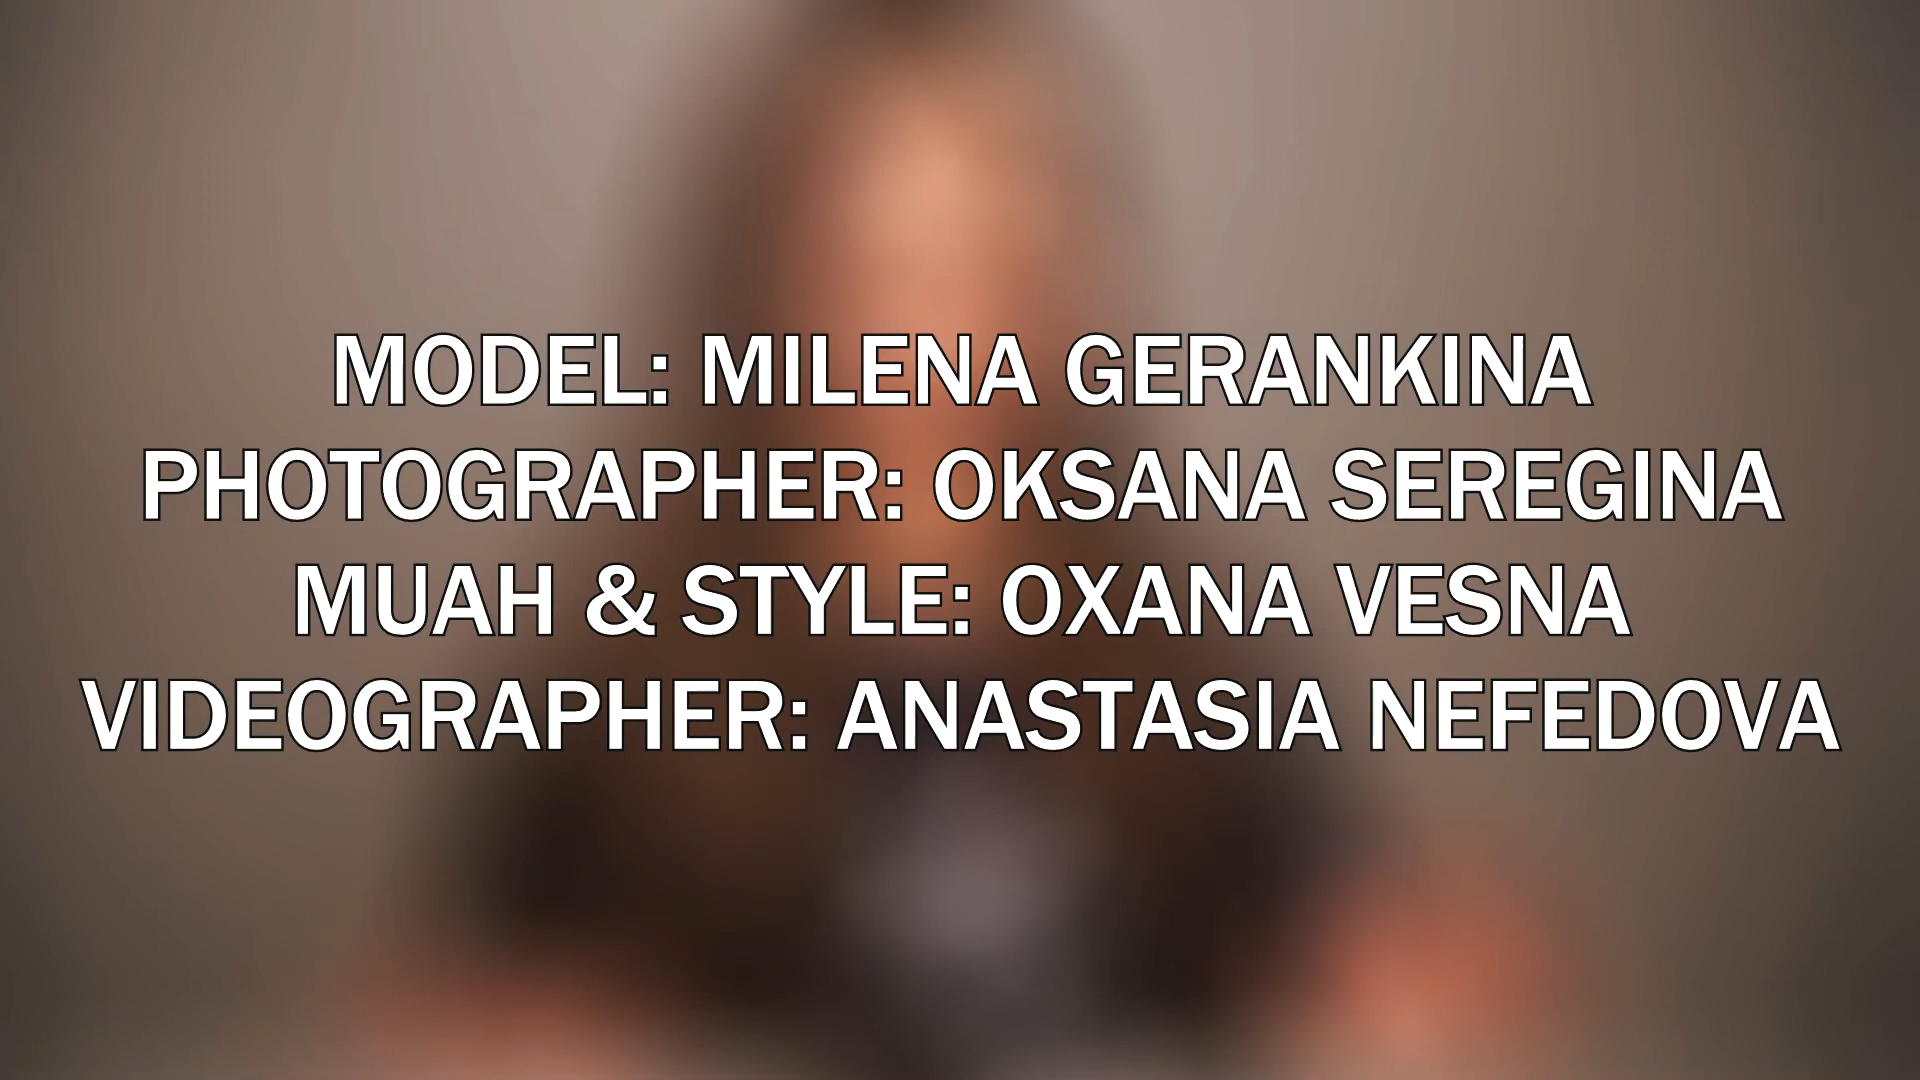 MODEL: MILENA GERANKINA
PHOTOGRAPHER: OKSANA SEREGINA
MUAH & STYLE: OXANA VESNA
VIDEOGRAPHER: ANASTASIA NEFEDOVA